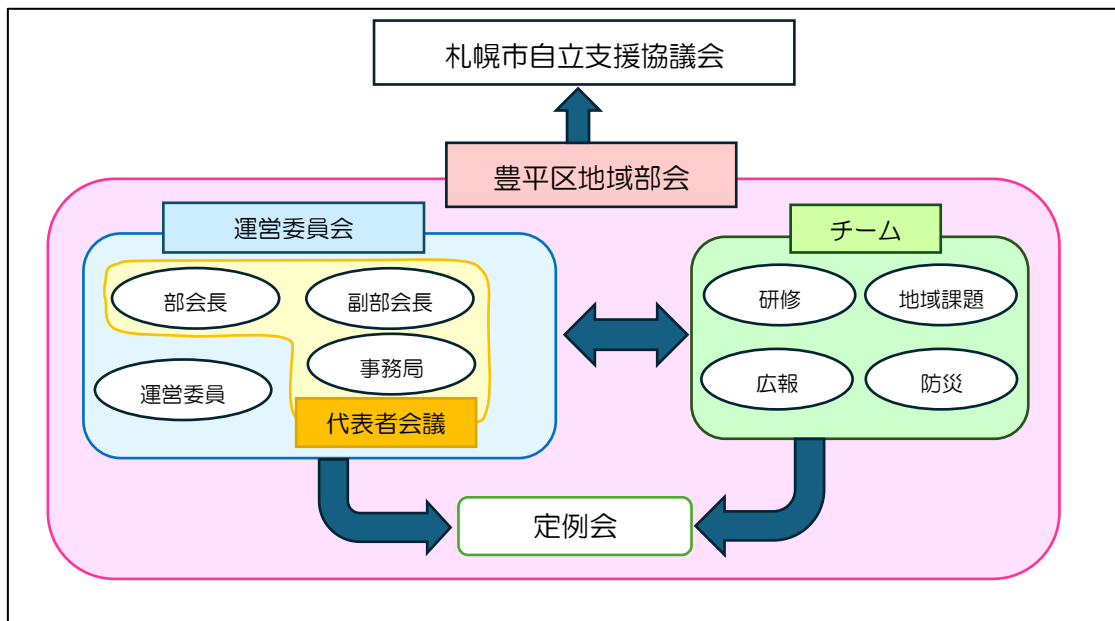 札幌市自立支援協議会
豊平区地域部会
運営委員会
チーム
部会長
副部会長
事務局
運営委員
代表者会議
研修
地域課題
広報
防災
定例会